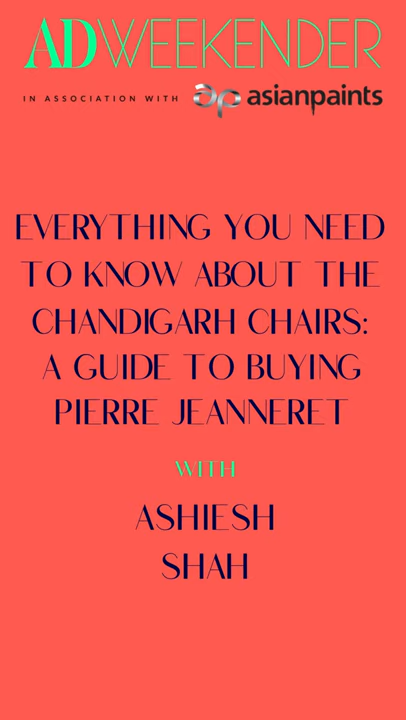 ADWEEKENDER
IN ASSOCIATION WITH ap asianpaints
EVERYTHING YOU NEED
TO KNOW ABOUT THE
CHANDIGARH CHAIRS:
A GUIDE TO BUYING
PIERRE JEANNERET
WITH
ASHIESH
SHAH